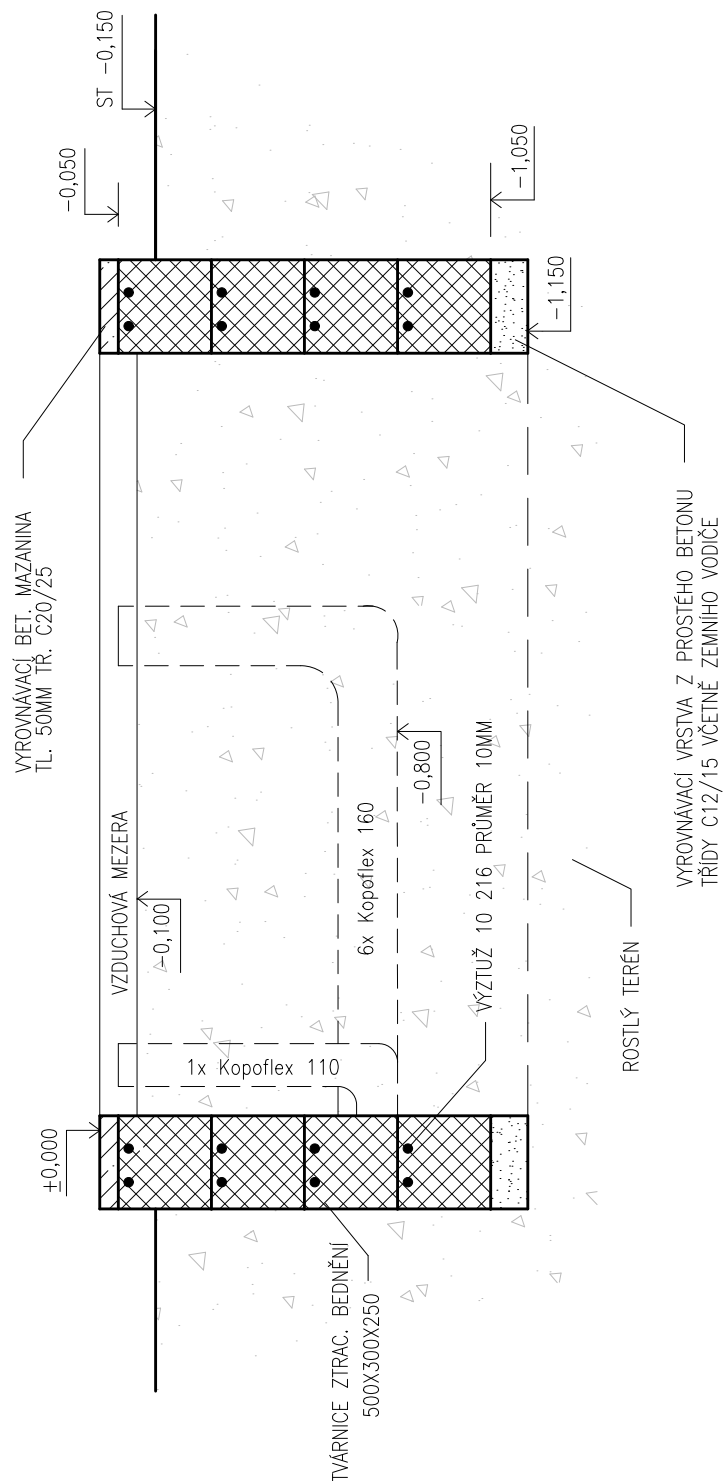 VYROVNÁVACÍ BET. MAZANINA
TL. 50MM TŘ. C20/25
ST -0,150
-0,050
-1,050
-1,150
VZDUCHOVÁ MEZERA
-0,100
±0,000
1x Kopoflex 110
6x Kopoflex 160
-0,800
VÝZTUŽ 10 216 PRŮMĚR 10MM
TVÁRNICE ZTRAC. BEDNĚNÍ
500X300X250
ROSTLÝ TERÉN
VYROVNÁVACÍ VRSTVA Z PROSTÉHO BETONU
TŘÍDY C12/15 VČETNĚ ZEMNÍHO VODIČE